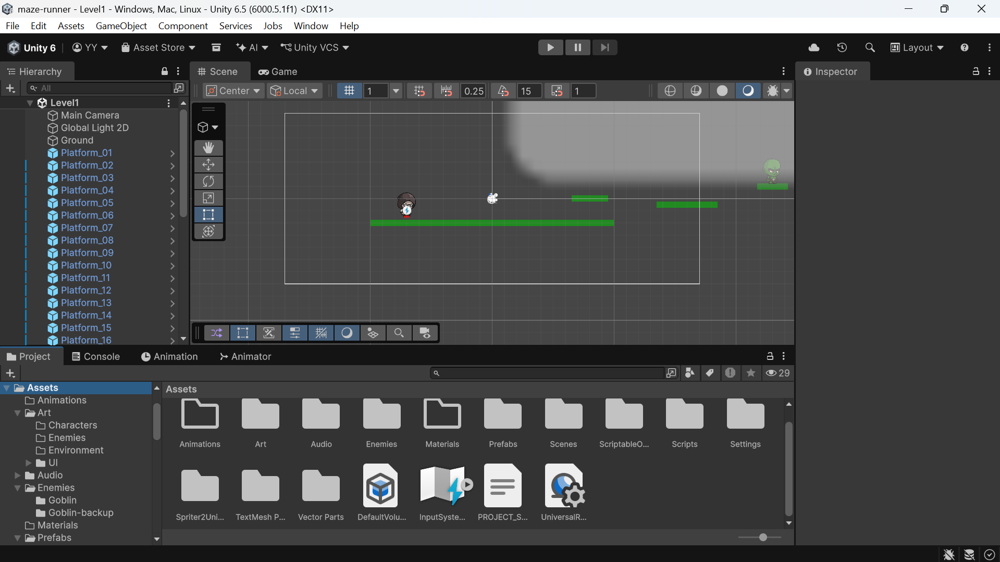 maze-runner - Level1 - Windows, Mac, Linux - Unity 6.5 (6000.5.1f1) <DX11>
File Edit Assets GameObject Component Services Jobs Window Help
Unity 6 YY Asset Store AI Unity VCS Layout
Hierarchy
Scene Game
Inspector
All
Center Local 1 0.25 15 1
Level1
Main Camera
Global Light 2D
Ground
Platform_01
Platform_02
Platform_03
Platform_04
Platform_05
Platform_06
Platform_07
Platform_08
Platform_09
Platform_10
Platform_11
Platform_12
Platform_13
Platform_14
Platform_15
Platform_16
Project Console Animation Animator
29
Assets
Animations
Art
Characters
Enemies
Environment
UI
Audio
Enemies
Goblin
Goblin-backup
Materials
Prefabs
Assets
Animations Art Audio Enemies Materials Prefabs Scenes ScriptableO... Scripts Settings
Spriter2Uni... TextMesh P... Vector Parts DefaultVolu... InputSyste... PROJECT_S... UniversalR...